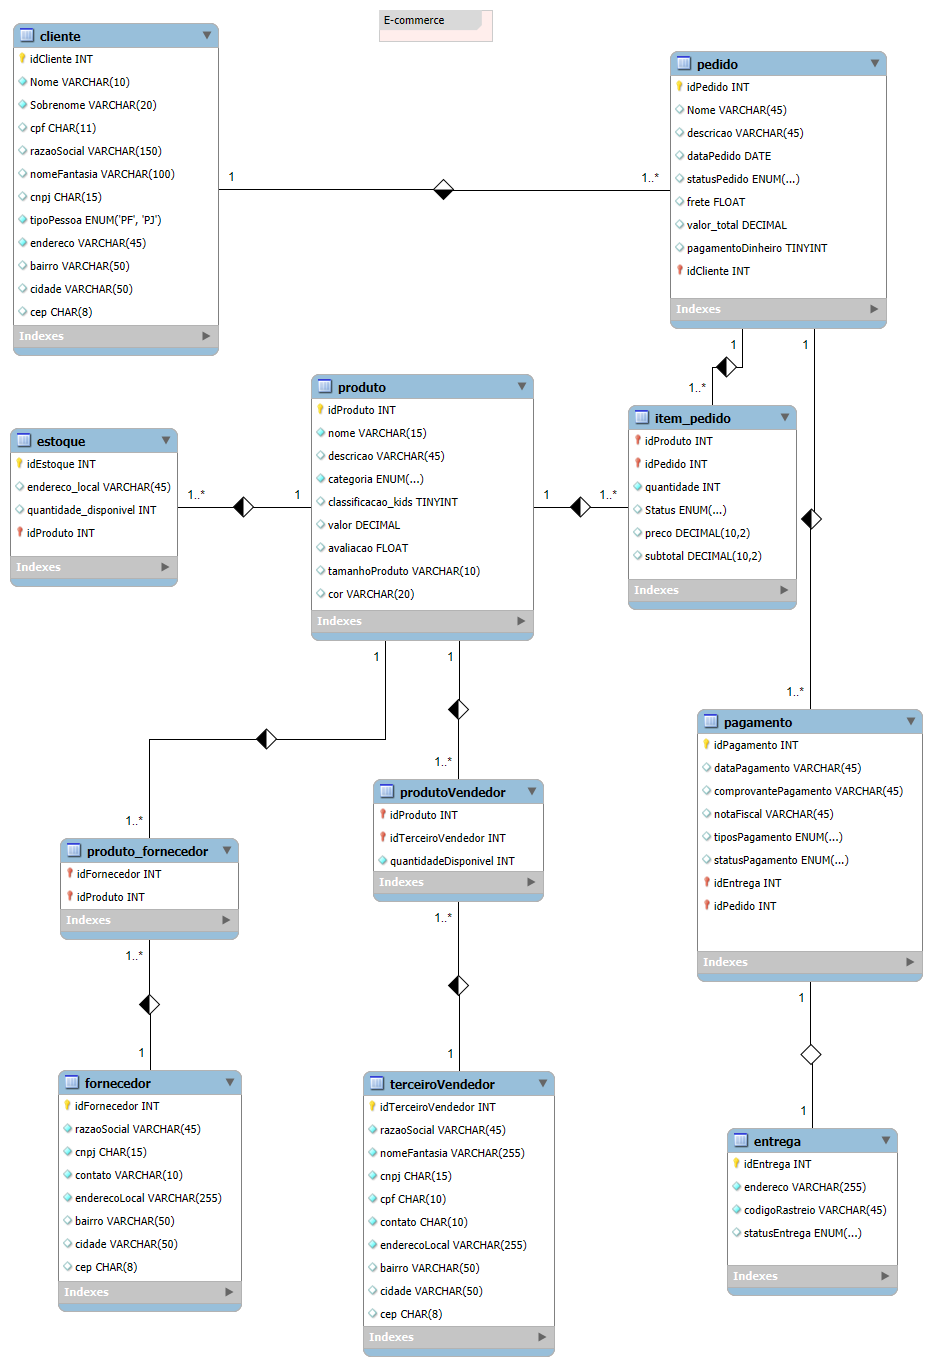 E-commerce
cliente
idCliente INT
Nome VARCHAR(10)
Sobrenome VARCHAR(20)
cpf CHAR(11)
razaoSocial VARCHAR(150)
nomeFantasia VARCHAR(100)
cnpj CHAR(15)
tipoPessoa ENUM('PF', 'PJ')
endereco VARCHAR(45)
bairro VARCHAR(50)
cidade VARCHAR(50)
cep CHAR(8)
Indexes
1
1..*
pedido
idPedido INT
Nome VARCHAR(45)
descricao VARCHAR(45)
dataPedido DATE
statusPedido ENUM(...)
frete FLOAT
valor_total DECIMAL
pagamentoDinheiro TINYINT
idCliente INT
Indexes
1
1
1..*
produto
idProduto INT
nome VARCHAR(15)
descricao VARCHAR(45)
categoria ENUM(...)
classificacao_kids TINYINT
valor DECIMAL
avaliacao FLOAT
tamanhoProduto VARCHAR(10)
cor VARCHAR(20)
Indexes
item_pedido
idProduto INT
idPedido INT
quantidade INT
Status ENUM(...)
preco DECIMAL(10,2)
subtotal DECIMAL(10,2)
Indexes
estoque
idEstoque INT
endereco_local VARCHAR(45)
quantidade_disponivel INT
idProduto INT
Indexes
1..*
1
1
1..*
1
1
1..*
1..*
1..*
pagamento
idPagamento INT
dataPagamento VARCHAR(45)
comprovantePagamento VARCHAR(45)
notaFiscal VARCHAR(45)
tiposPagamento ENUM(...)
statusPagamento ENUM(...)
idEntrega INT
idPedido INT
Indexes
produtoVendedor
idProduto INT
idTerceiroVendedor INT
quantidadeDisponivel INT
Indexes
produto_fornecedor
idFornecedor INT
idProduto INT
Indexes
1..*
1..*
1
1
1
1
fornecedor
idFornecedor INT
razaoSocial VARCHAR(45)
cnpj CHAR(15)
contato VARCHAR(10)
enderecoLocal VARCHAR(255)
bairro VARCHAR(50)
cidade VARCHAR(50)
cep CHAR(8)
Indexes
terceiroVendedor
idTerceiroVendedor INT
razaoSocial VARCHAR(45)
nomeFantasia VARCHAR(255)
cnpj CHAR(15)
cpf CHAR(10)
contato CHAR(10)
enderecoLocal VARCHAR(255)
bairro VARCHAR(50)
cidade VARCHAR(50)
cep CHAR(8)
Indexes
entrega
idEntrega INT
endereco VARCHAR(255)
codigoRastreio VARCHAR(45)
statusEntrega ENUM(...)
Indexes